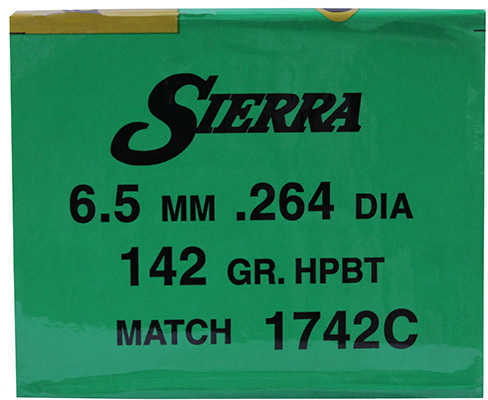 SIERRA
6.5 MM .264 DIA
142 GR. HPBT
MATCH 1742C